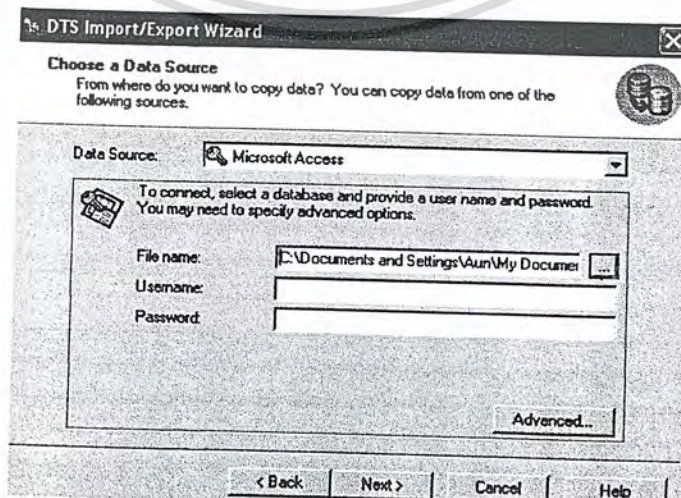 DTS Import/Export Wizard
Choose a Data Source
From where do you want to copy data? You can copy data from one of the
following sources.
Data Source: Microsoft Access
To connect, select a database and provide a user name and password.
You may need to specify advanced options.
File name: C:\Documents and Settings\Aun\My Documer
Username:
Password:
Advanced...
< Back Next > Cancel Help